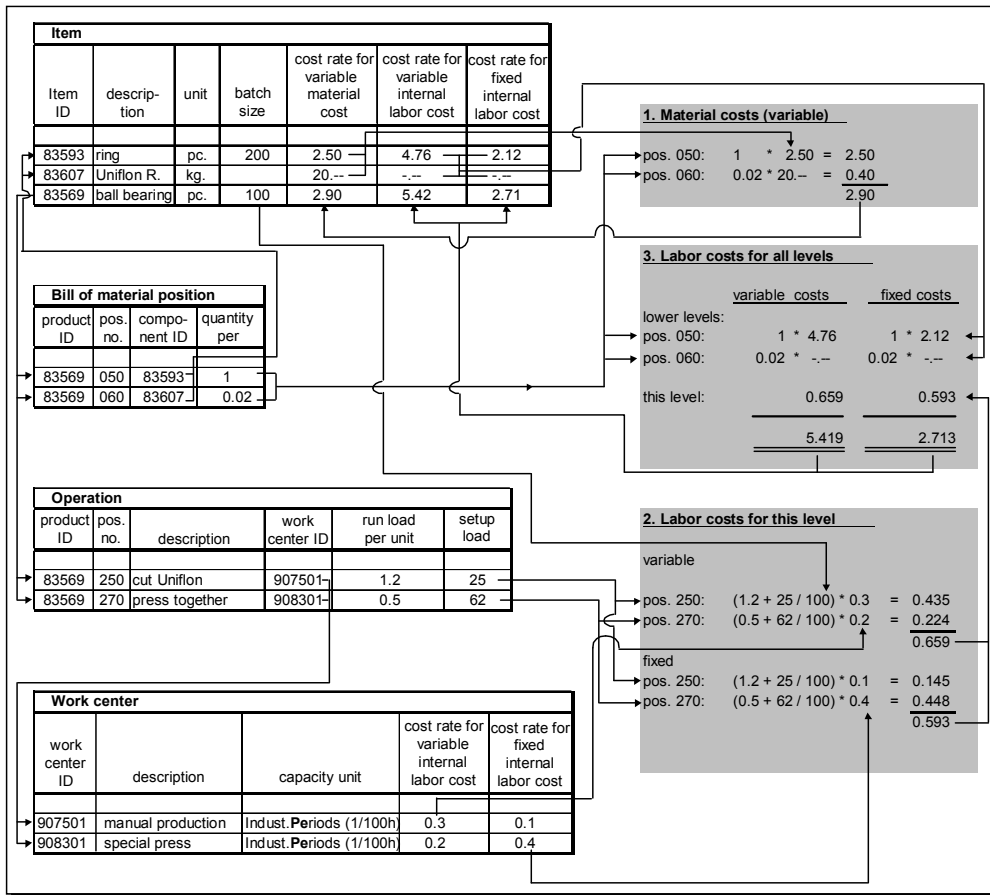 Item
Item ID | descrip-tion | unit | batch size | cost rate for variable material cost | cost rate for variable internal labor cost | cost rate for fixed internal labor cost
83593 | ring | pc. | 200 | 2.50 | 4.76 | 2.12
83607 | Uniflon R. | kg. | | 20.-- | -.-- | -.--
83569 | ball bearing | pc. | 100 | 2.90 | 5.42 | 2.71
1. Material costs (variable)
pos. 050: 1 * 2.50 = 2.50
pos. 060: 0.02 * 20.-- = 0.40
2.90
Bill of material position
product ID | pos. no. | compo-nent ID | quantity per
83569 | 050 | 83593 | 1
83569 | 060 | 83607 | 0.02
3. Labor costs for all levels
variable costs fixed costs
lower levels:
pos. 050: 1 * 4.76 1 * 2.12
pos. 060: 0.02 * -.-- 0.02 * -.--
this level: 0.659 0.593
5.419 2.713
Operation
product ID | pos. no. | description | work center ID | run load per unit | setup load
83569 | 250 | cut Uniflon | 907501 | 1.2 | 25
83569 | 270 | press together | 908301 | 0.5 | 62
2. Labor costs for this level
variable
pos. 250: (1.2 + 25 / 100) * 0.3 = 0.435
pos. 270: (0.5 + 62 / 100) * 0.2 = 0.224
0.659
fixed
pos. 250: (1.2 + 25 / 100) * 0.1 = 0.145
pos. 270: (0.5 + 62 / 100) * 0.4 = 0.448
0.593
Work center
work center ID | description | capacity unit | cost rate for variable internal labor cost | cost rate for fixed internal labor cost
907501 | manual production | Indust.Periods (1/100h) | 0.3 | 0.1
908301 | special press | Indust.Periods (1/100h) | 0.2 | 0.4